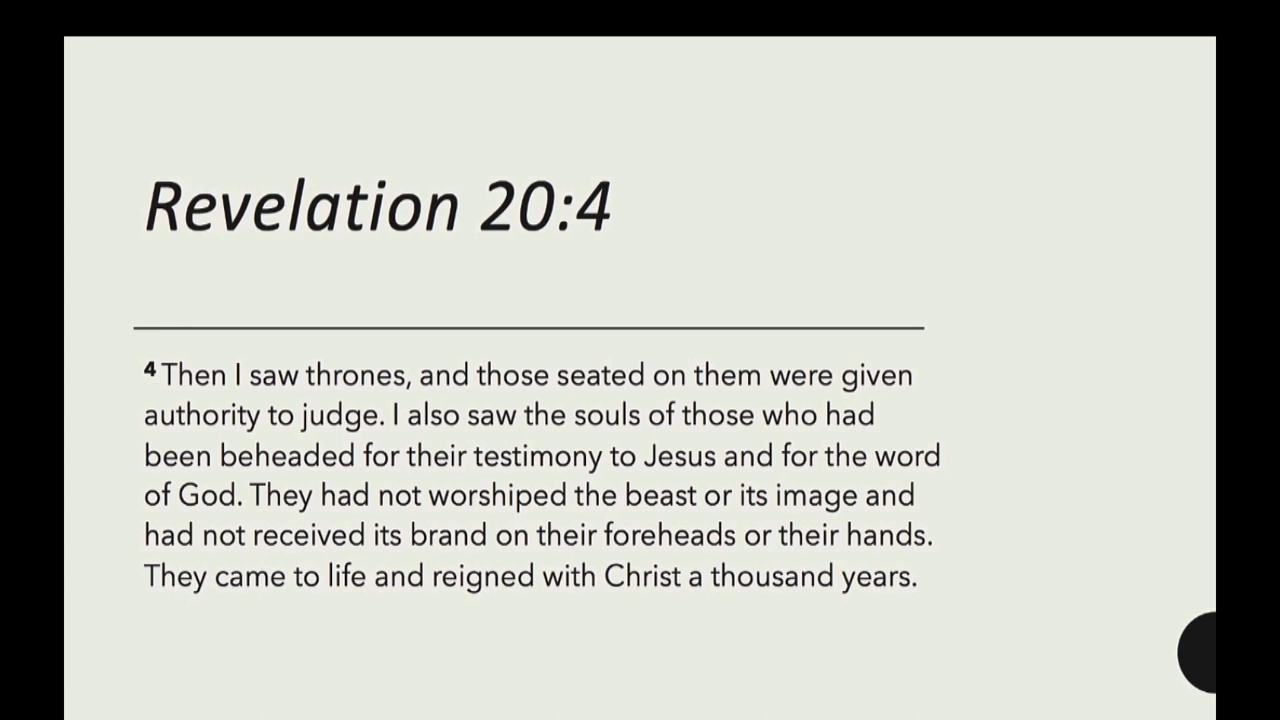 Revelation 20:4
4 Then I saw thrones, and those seated on them were given
authority to judge. I also saw the souls of those who had
been beheaded for their testimony to Jesus and for the word
of God. They had not worshiped the beast or its image and
had not received its brand on their foreheads or their hands.
They came to life and reigned with Christ a thousand years.